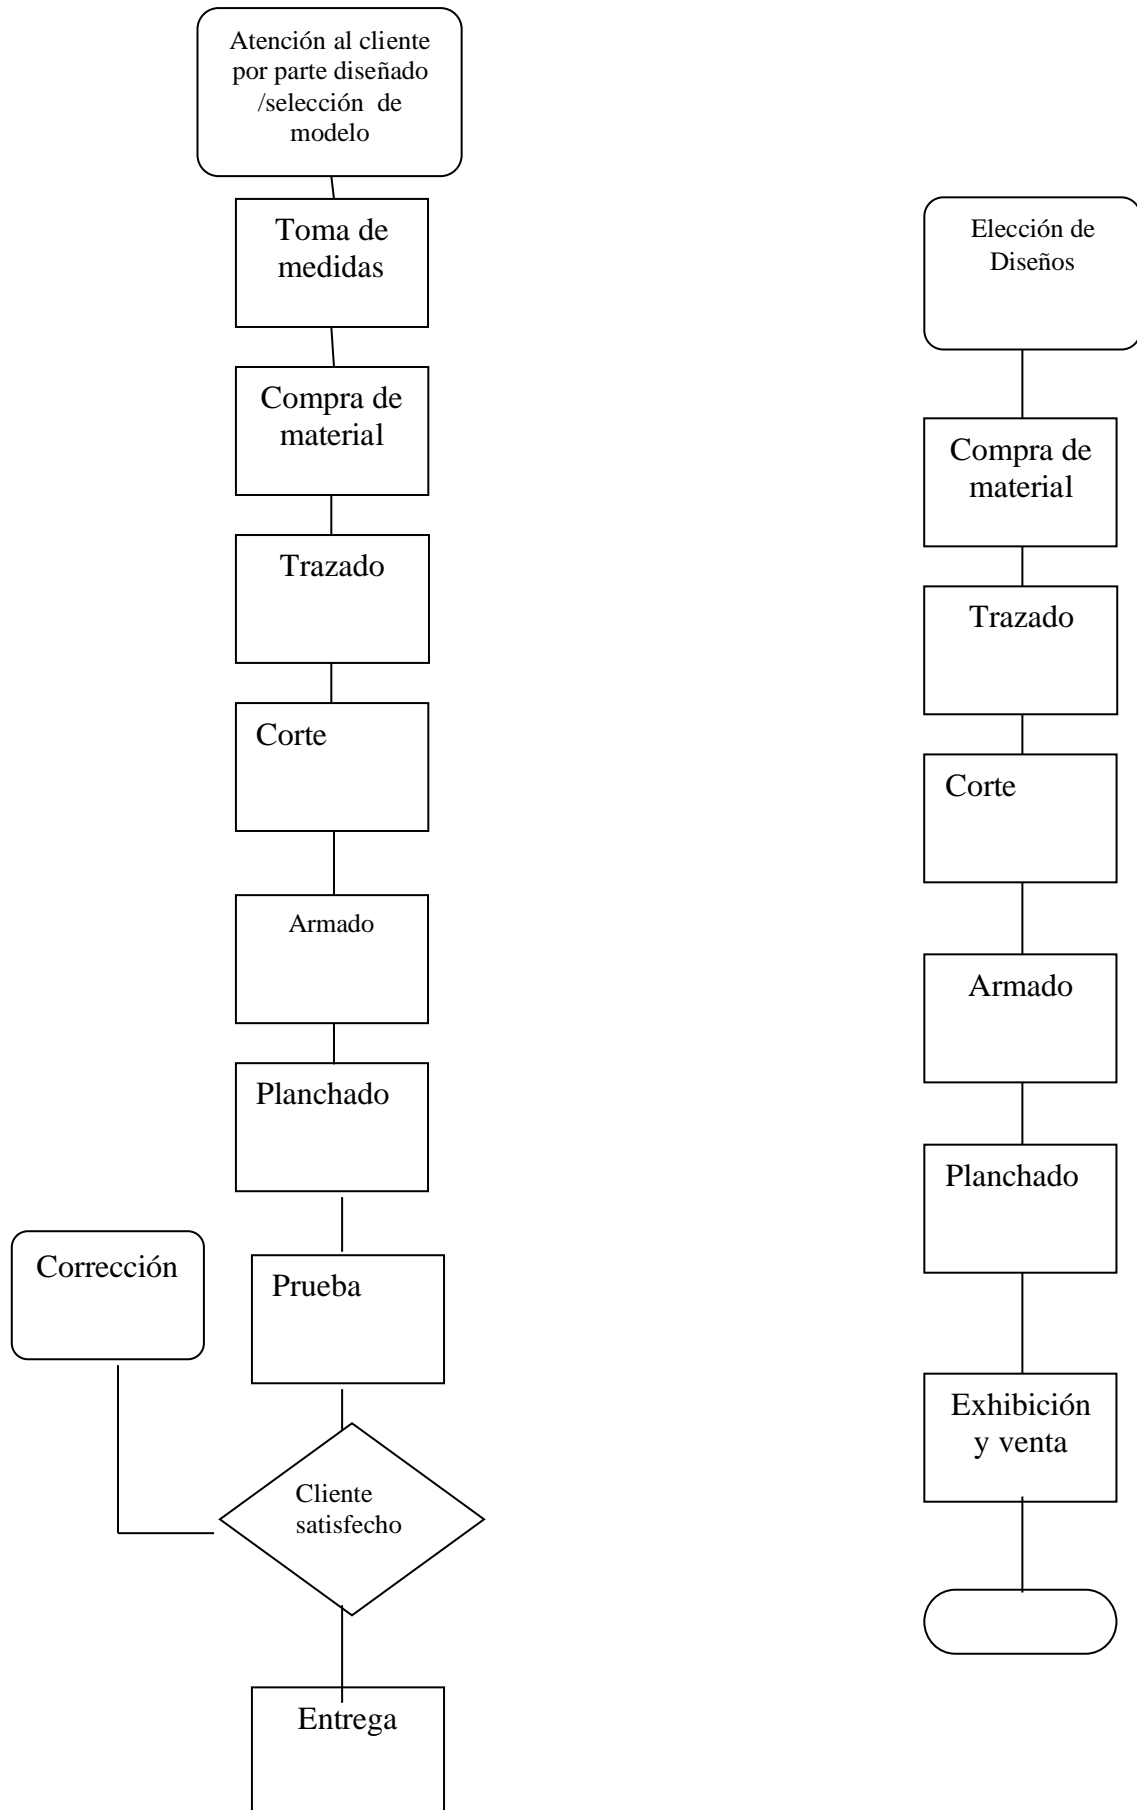 Atención al cliente
por parte diseñado
/selección de
modelo
Toma de
medidas
Compra de
material
Trazado
Corte
Armado
Planchado
Corrección
Prueba
Cliente
satisfecho
Entrega
Elección de
Diseños
Compra de
material
Trazado
Corte
Armado
Planchado
Exhibición
y venta